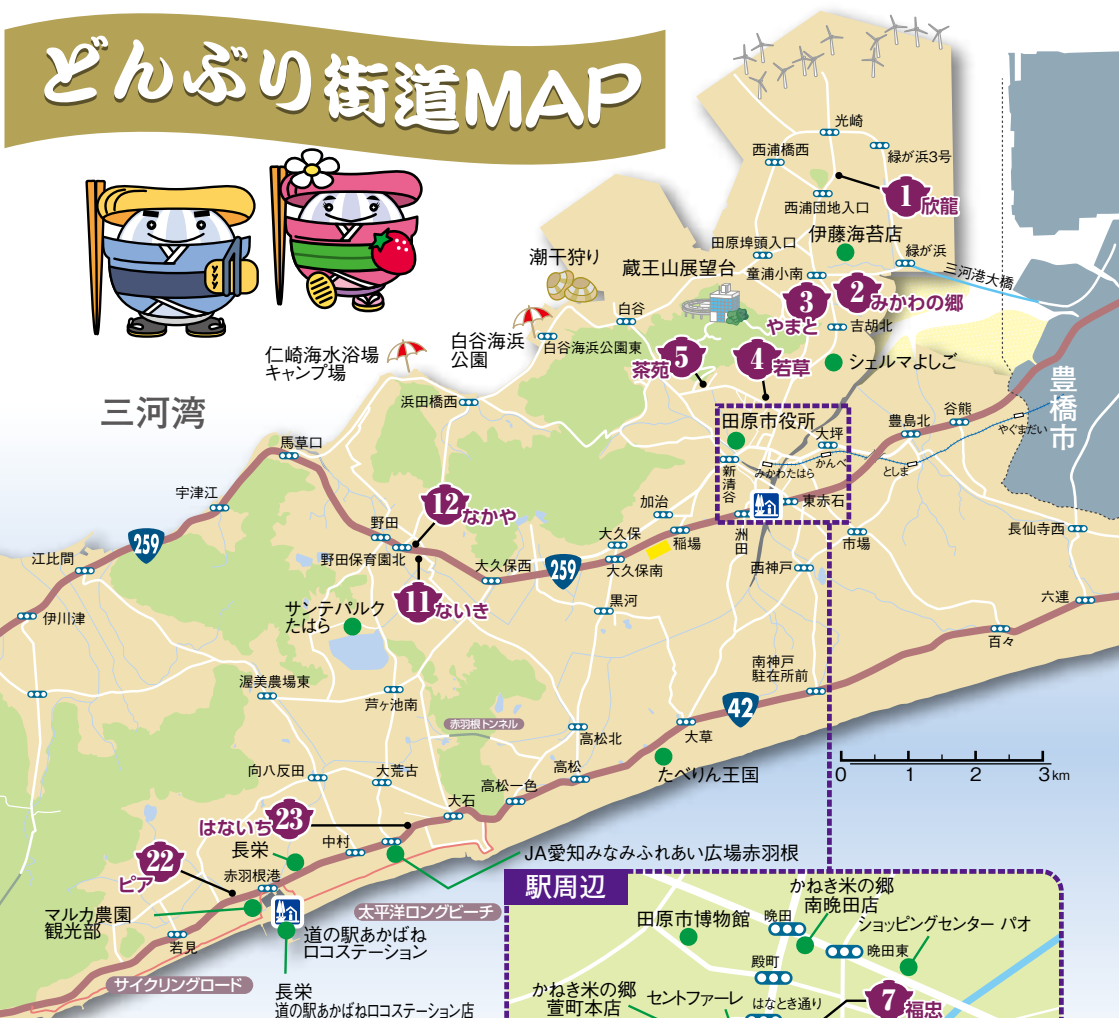 どんぶり街道MAP
光崎
西浦橋西
緑が浜3号
1
欣龍
西浦団地入口
伊藤海苔店
田原埠頭入口
緑が浜
潮干狩り
蔵王山展望台
童浦小南
三河港大橋
3
やまと
2
みかわの郷
白谷
吉胡北
白谷海浜
公園
白谷海浜公園東
仁崎海水浴場
キャンプ場
5
茶苑
4
若草
シェルマよしご
豊橋市
三河湾
浜田橋西
田原市役所
大坪
豊島北
谷熊
やぐまだい
馬草口
新清谷
みかわたはら
かんべ
としま
宇津江
12
なかや
加治
東赤石
野田
大久保
稲場
洲田
市場
長仙寺西
259
江比間
野田保育園北
大久保西
259
大久保南
西神戸
11
ないき
黒河
六連
伊川津
サンテパルク
たはら
百々
南神戸
駐在所前
渥美農場東
芦ヶ池南
42
赤羽根トンネル
高松北
大草
たべりん王国
向八反田
大荒古
高松
高松一色
0 1 2 3km
大石
23
はないち
中村
長栄
JA愛知みなみふれあい広場赤羽根
22
ピア
赤羽根港
マルカ農園
観光部
太平洋ロングビーチ
道の駅あかばね
ロコステーション
若見
サイクリングロード
長栄
道の駅あかばねロコステーション店
駅周辺
かねき米の郷
南晩田店
田原市博物館
晩田
ショッピングセンター パオ
晩田東
殿町
かねき米の郷
萱町本店
セントファーレ
はなとき通り
7
福忠